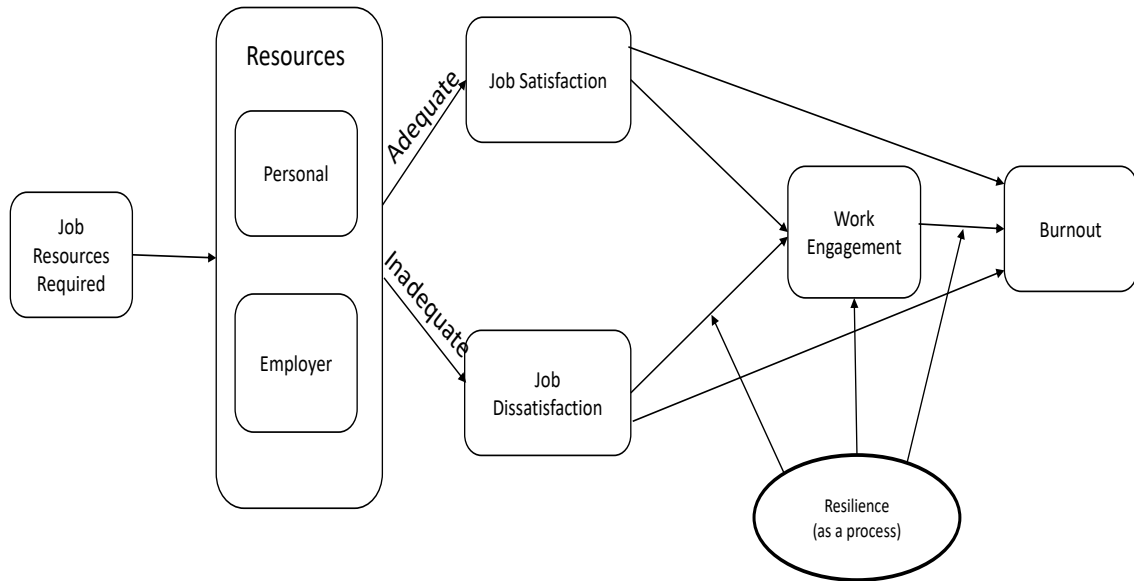 Job
Resources
Required
Resources
Personal
Employer
Adequate
Inadequate
Job Satisfaction
Job
Dissatisfaction
Work
Engagement
Burnout
Resilience
(as a process)